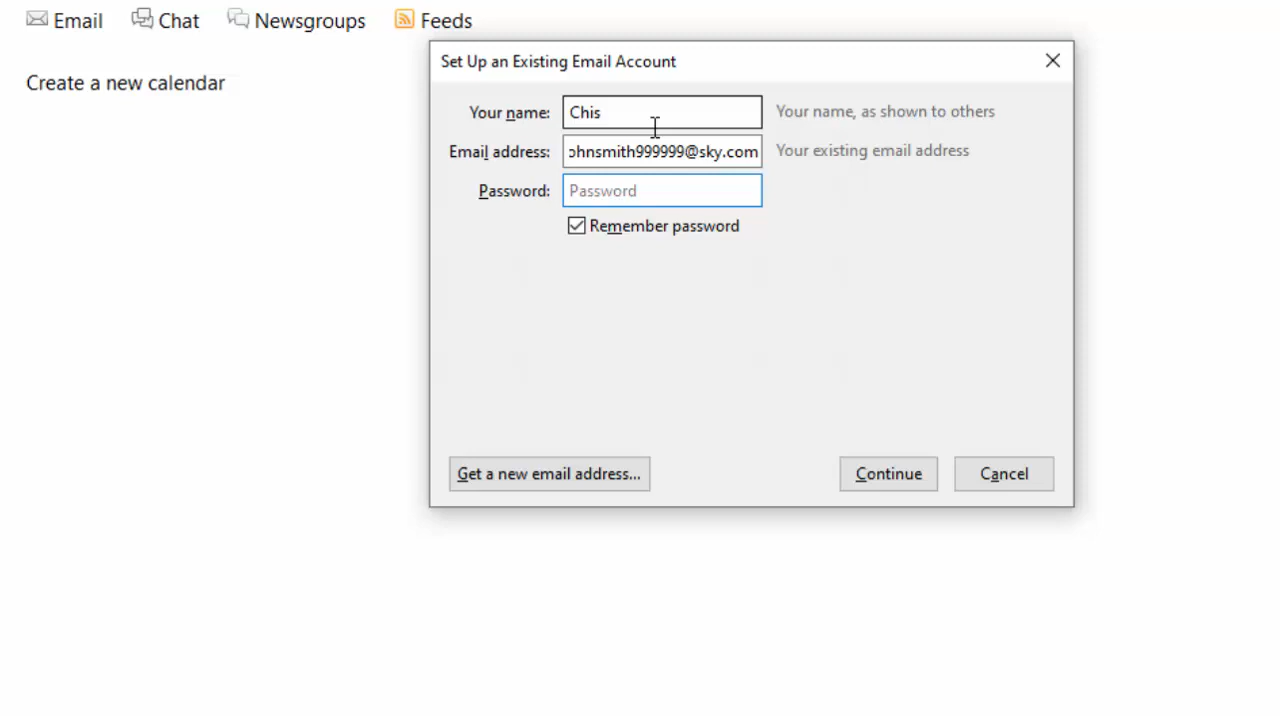 Email Chat Newsgroups Feeds
Create a new calendar
Set Up an Existing Email Account
Your name: Chis Your name, as shown to others
Email address: ohnsmith999999@sky.com Your existing email address
Password: Password
Remember password
Get a new email address... Continue Cancel